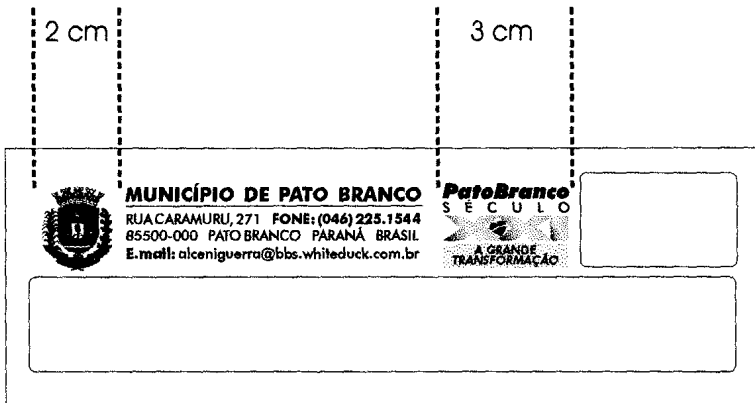 2 cm
3 cm
MUNICÍPIO DE PATO BRANCO
RUA CARAMURU, 271 FONE: (046) 225.1544
85500-000 PATO BRANCO PARANÁ BRASIL
E.mail: alceniguerra@bbs.whiteduck.com.br
PatoBranco
SÉCULO
XXI
A GRANDE
TRANSFORMAÇÃO